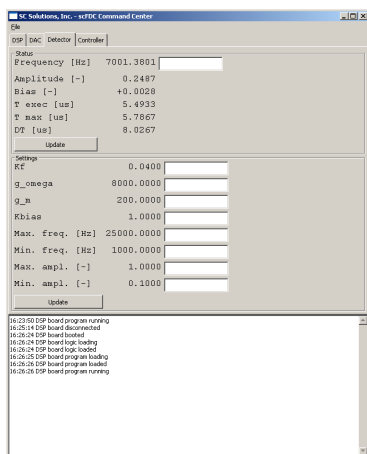 SC Solutions, Inc. - scFDC Command Center
File
DSP DAC Detector Controller
Status
Frequency [Hz] 7001.3801
Amplitude [-] 0.2487
Bias [-] +0.0028
T exec [us] 5.4933
T max [us] 5.7867
DT [us] 8.0267
Update
Settings
Kf 0.0400
g_omega 8000.0000
g_m 200.0000
Kbias 1.0000
Max. freq. [Hz] 25000.0000
Min. freq. [Hz] 1000.0000
Max. ampl. [-] 1.0000
Min. ampl. [-] 0.1000
Update
16:23:50 DSP board program running
16:25:14 DSP board disconnected
16:26:24 DSP board booted
16:26:24 DSP board logic loading
16:26:24 DSP board logic loaded
16:26:25 DSP board program loading
16:26:26 DSP board program loaded
16:26:26 DSP board program running